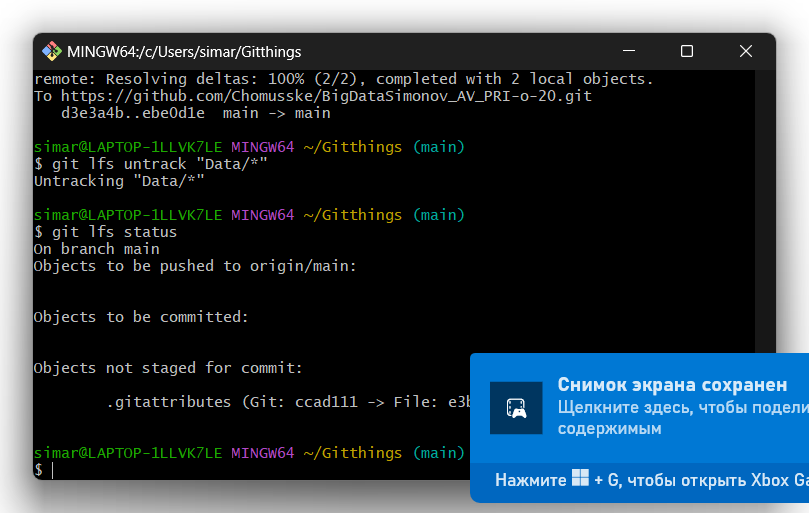 MINGW64:/c/Users/simar/Gitthings
remote: Resolving deltas: 100% (2/2), completed with 2 local objects.
To https://github.com/Chomusske/BigDataSimonov_AV_PRI-o-20.git
   d3e3a4b..ebe0d1e  main -> main
simar@LAPTOP-1LLVK7LE MINGW64 ~/Gitthings (main)
$ git lfs untrack "Data/*"
Untracking "Data/*"
simar@LAPTOP-1LLVK7LE MINGW64 ~/Gitthings (main)
$ git lfs status
On branch main
Objects to be pushed to origin/main:
Objects to be committed:
Objects not staged for commit:
        .gitattributes (Git: ccad111 -> File: e3b
simar@LAPTOP-1LLVK7LE MINGW64 ~/Gitthings (main)
$
Снимок экрана сохранен
Щелкните здесь, чтобы подели
содержимым
Нажмите + G, чтобы открыть Xbox Ga